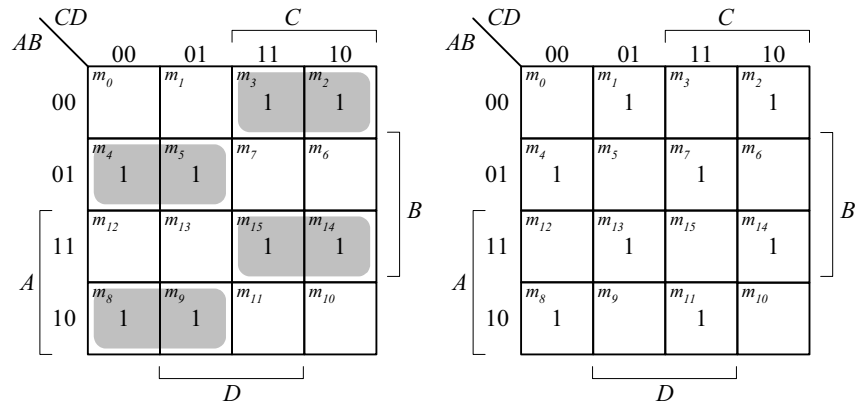 CD C CD C
AB AB
00 01 11 10 00 01 11 10
m0 m1 m3 m2 m0 m1 m3 m2
00 1 1 00 1 1
m4 m5 m7 m6 m4 m5 m7 m6
01 1 1 01 1 1
B B
m12 m13 m15 m14 m12 m13 m15 m14
11 1 1 11 1 1
A A
m8 m9 m11 m10 m8 m9 m11 m10
10 1 1 10 1 1
D D